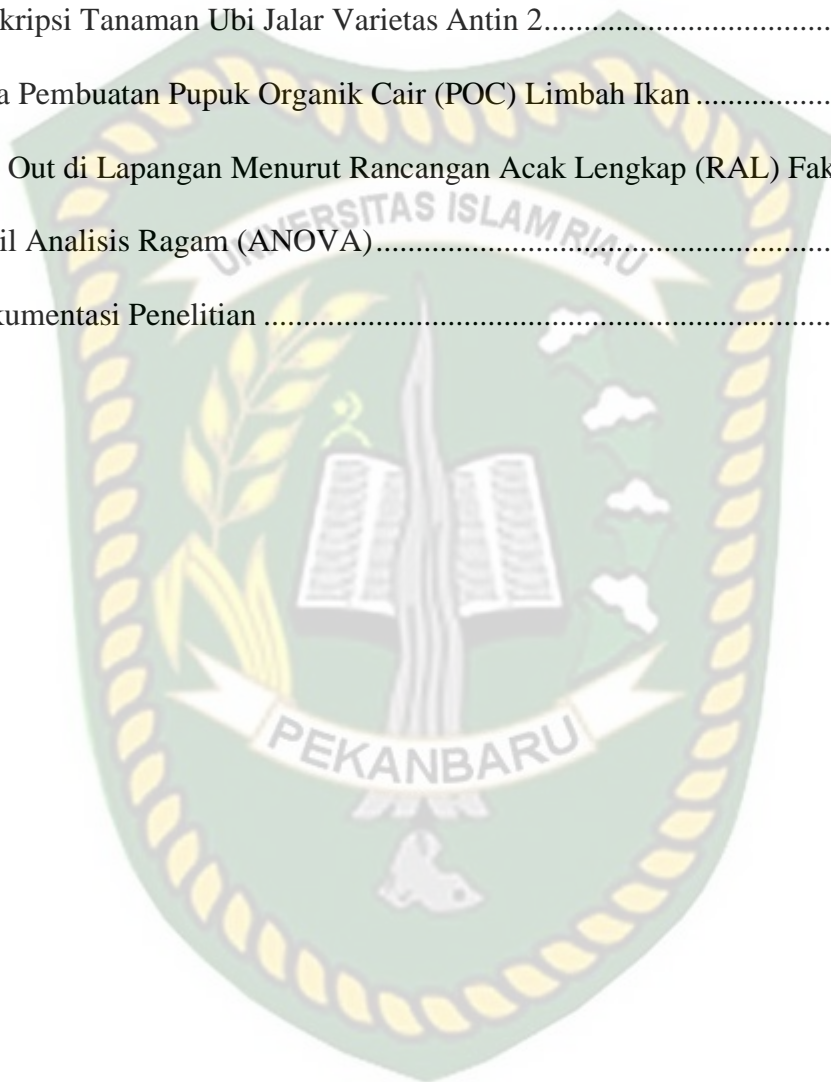 kripsi Tanaman Ubi Jalar Varietas Antin 2....................................
a Pembuatan Pupuk Organik Cair (POC) Limbah Ikan ..................
Out di Lapangan Menurut Rancangan Acak Lengkap (RAL) Fak
il Analisis Ragam (ANOVA).........................................................
kumentasi Penelitian ......................................................................
UNIVERSITAS ISLAM RIAU
PEKANBARU